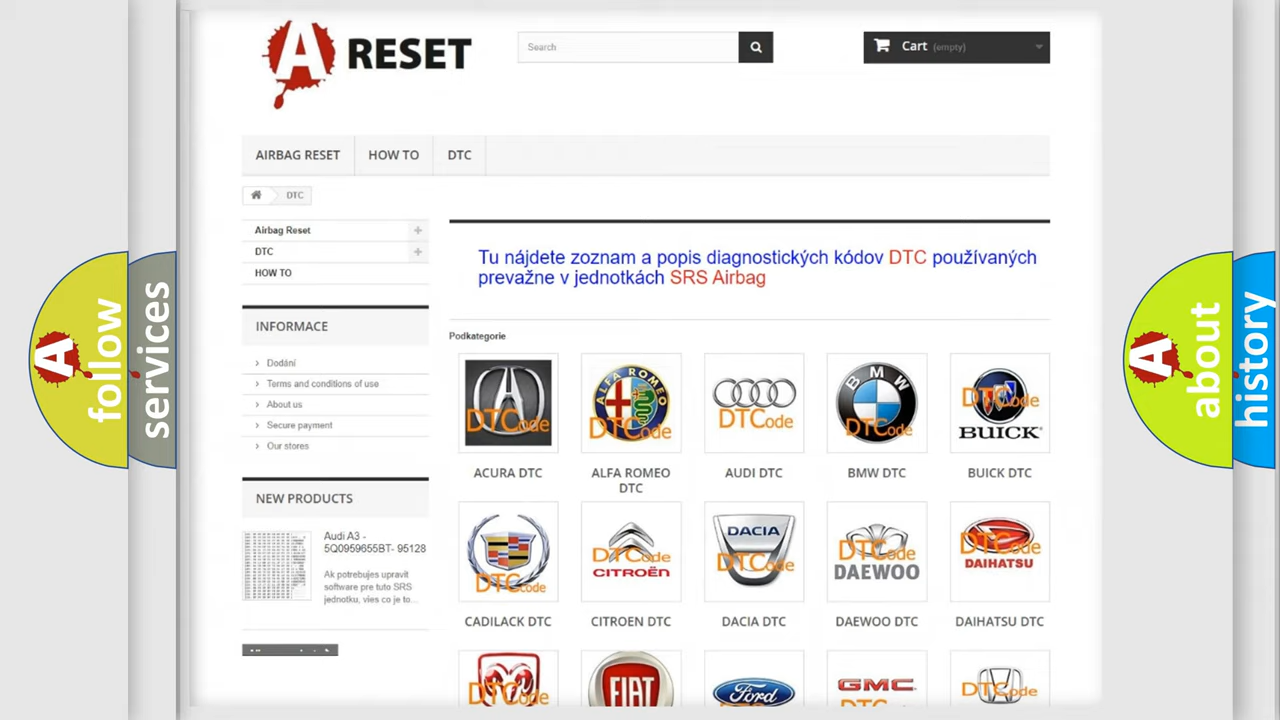 A RESET
Search
Cart (empty)
AIRBAG RESET
HOW TO
DTC
DTC
Airbag Reset
DTC
HOW TO
Tu nájdete zoznam a popis diagnostických kódov DTC používaných
prevažne v jednotkách SRS Airbag
INFORMACE
Dodání
Terms and conditions of use
About us
Secure payment
Our stores
NEW PRODUCTS
Audi A3 -
5Q0959655BT- 95128
Ak potrebujes upravit
software pre tuto SRS
jednotku, vies co je to...
Podkategorie
DTCode
ALFA ROMEO
DTCode
DTCode
BMW
DTCode
DTCode
BUICK
ACURA DTC
ALFA ROMEO
DTC
AUDI DTC
BMW DTC
BUICK DTC
DTCode
DTCode
CITROËN
DACIA
DTCode
DTCode
DAEWOO
DTCode
DAIHATSU
CADILACK DTC
CITROEN DTC
DACIA DTC
DAEWOO DTC
DAIHATSU DTC
DTCode
FIAT
Ford
GMC
DTCode
A follow
services
A about
history